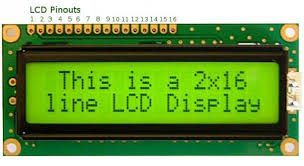 LCD Pinouts
1 2 3 4 5 6 7 8 9 10 11 12 13 14 15 16
This is a 2x16
line LCD Display